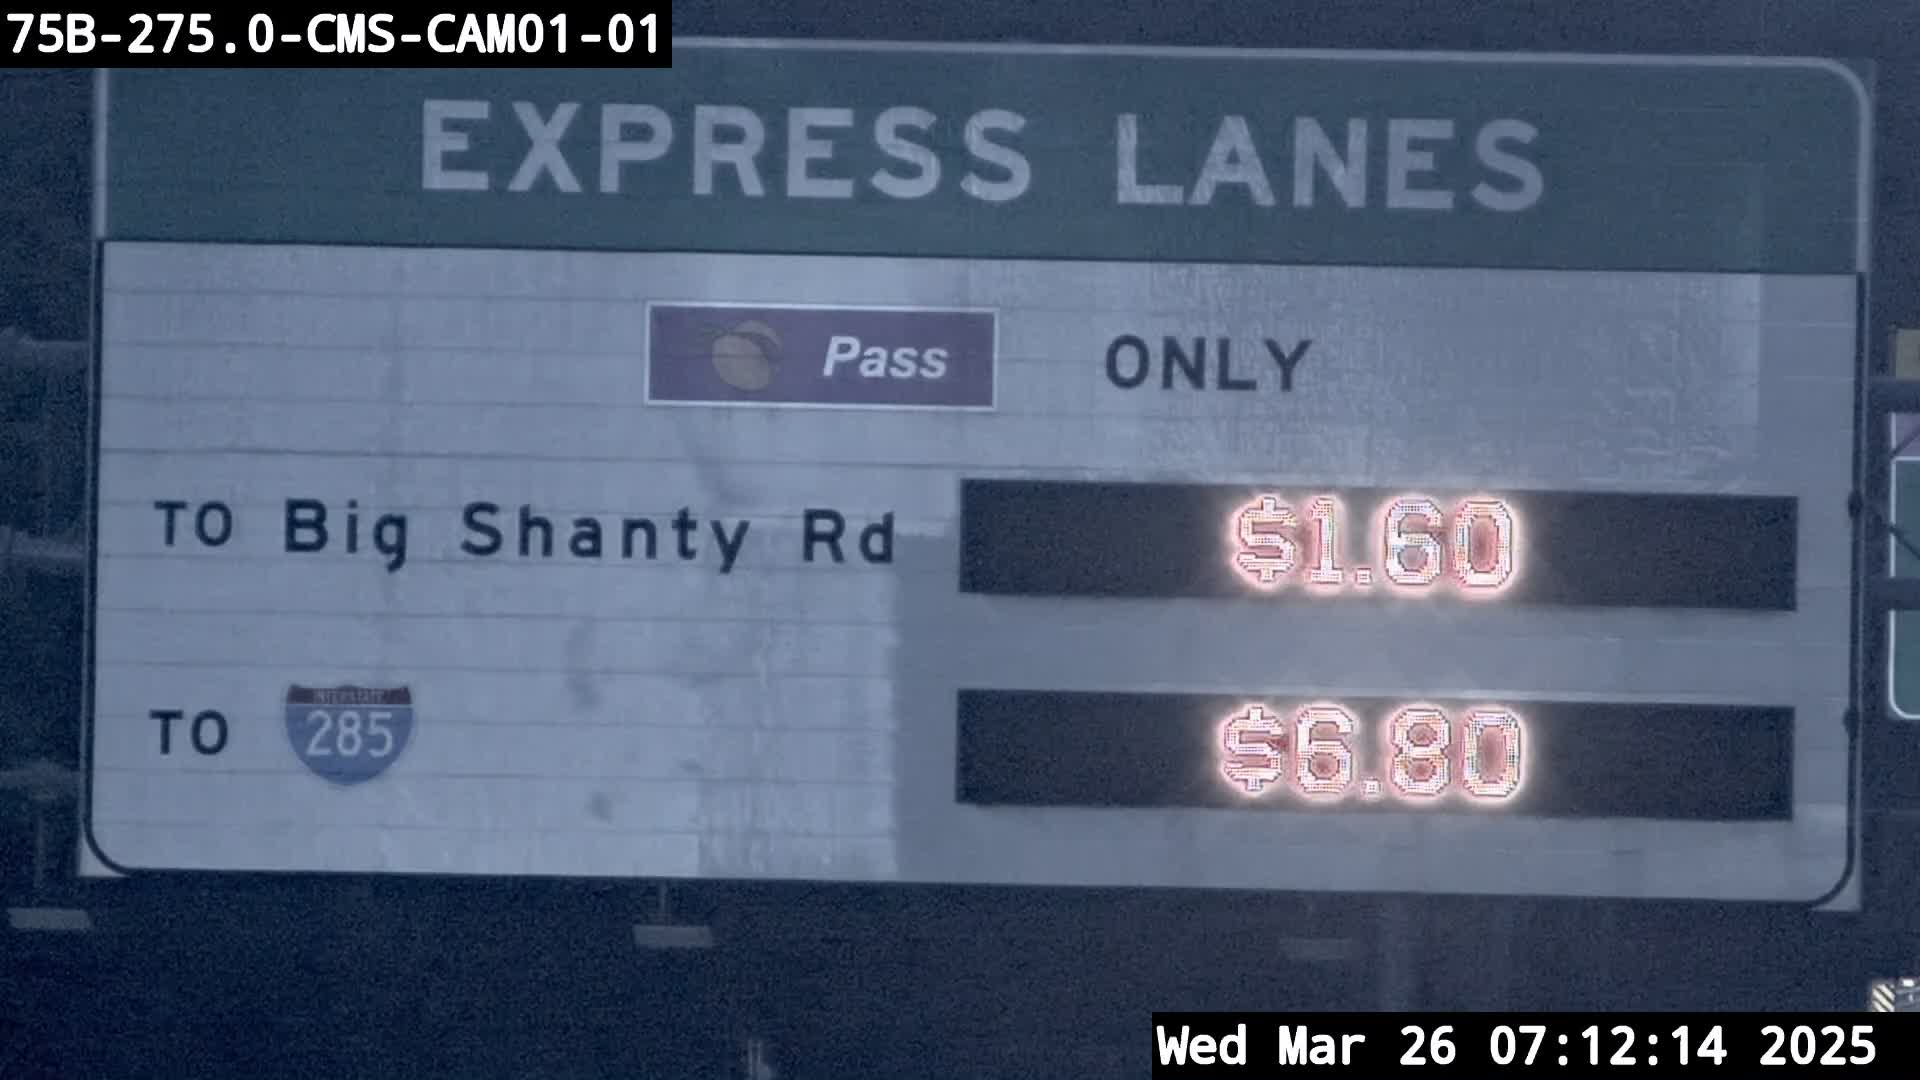 75B-275.0-CMS-CAM01-01
EXPRESS LANES
Pass ONLY
TO Big Shanty Rd $1.60
INTERSTATE
TO 285 $6.80
Wed Mar 26 07:12:14 2025